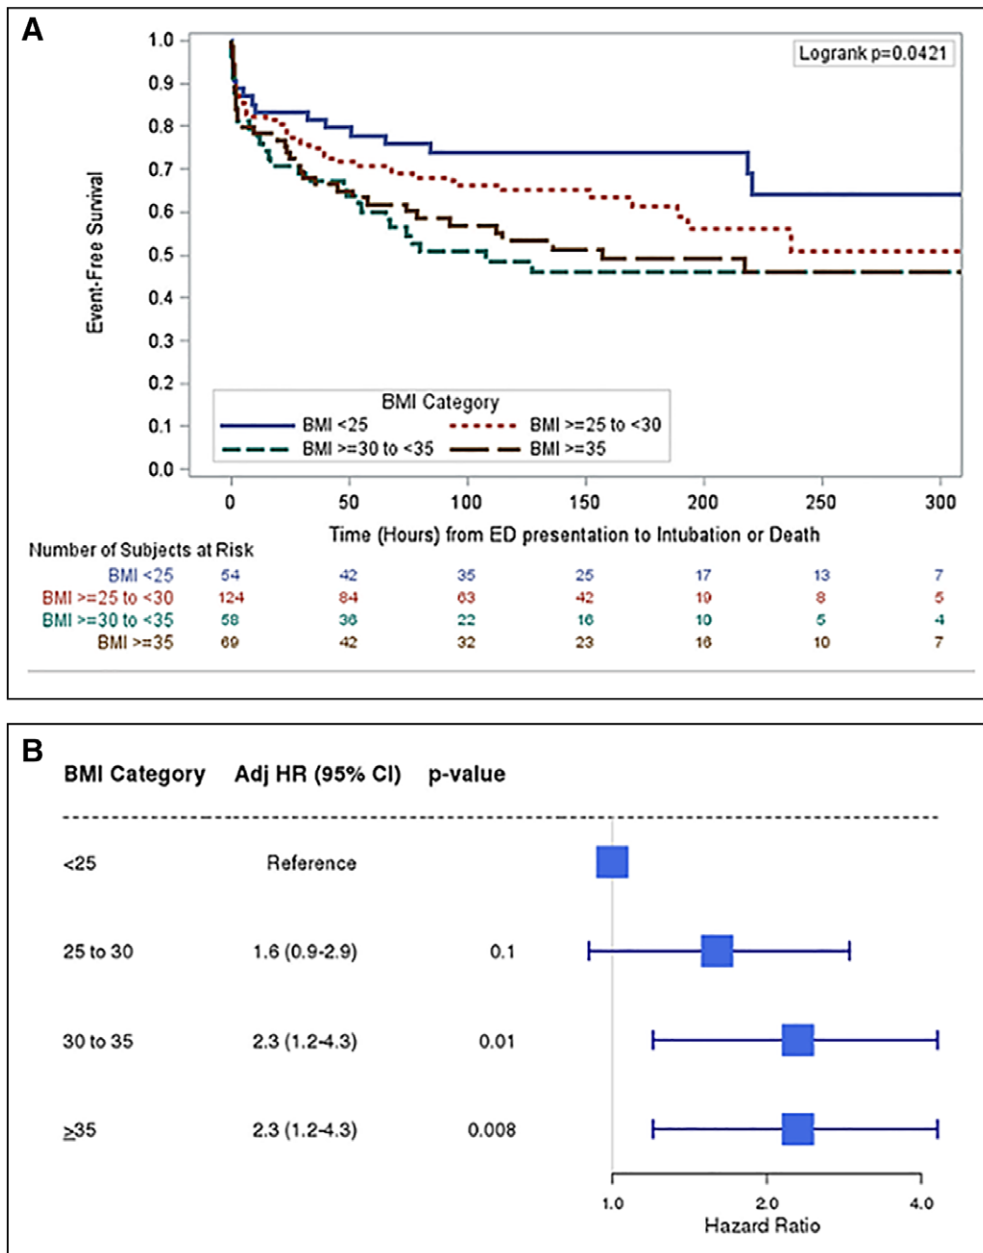 A
Logrank p=0.0421
1.0
0.9
0.8
0.7
0.6
0.5
0.4
0.3
0.2
0.1
0.0
Event-Free Survival
BMI Category
BMI <25 BMI >=25 to <30
BMI >=30 to <35 BMI >=35
0 50 100 150 200 250 300
Time (Hours) from ED presentation to Intubation or Death
Number of Subjects at Risk
BMI <25 54 42 35 25 17 13 7
BMI >=25 to <30 124 84 63 42 19 8 5
BMI >=30 to <35 58 36 22 16 10 5 4
BMI >=35 69 42 32 23 16 10 7
B
BMI Category Adj HR (95% CI) p-value
<25 Reference
25 to 30 1.6 (0.9-2.9) 0.1
30 to 35 2.3 (1.2-4.3) 0.01
≥35 2.3 (1.2-4.3) 0.008
1.0 2.0 4.0
Hazard Ratio